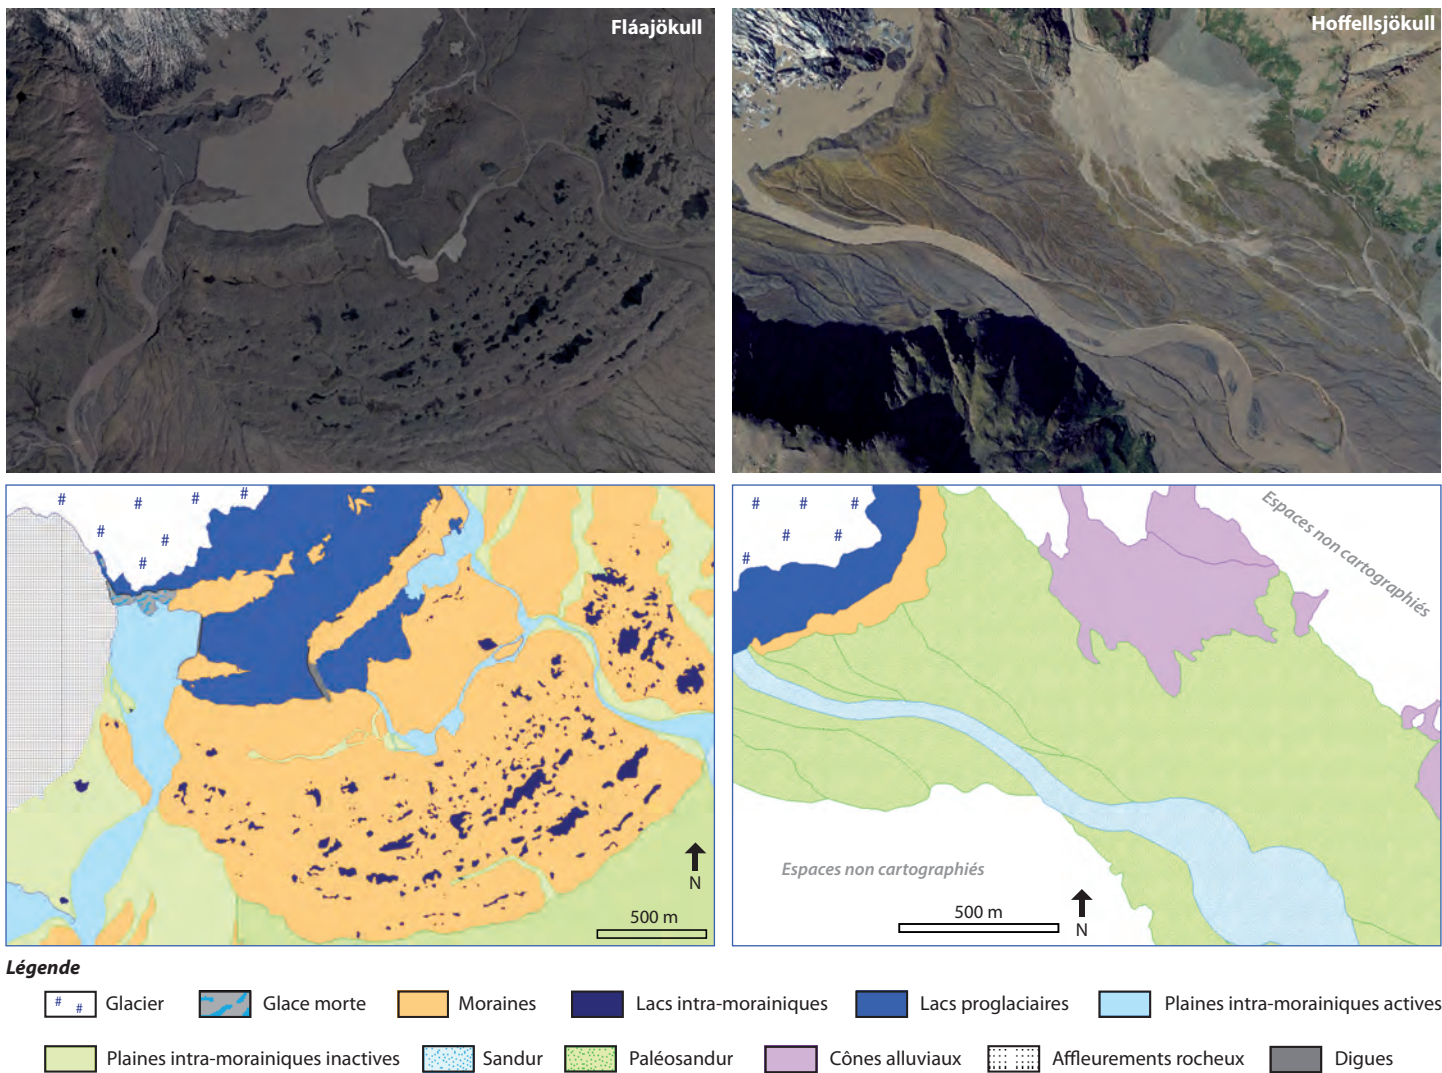 Fláajökull
Hoffellsjökull
Espaces non cartographiés
Espaces non cartographiés
N
500 m
500 m
N
Légende
# # Glacier
Glace morte
Moraines
Lacs intra-morainiques
Lacs proglaciaires
Plaines intra-morainiques actives
Plaines intra-morainiques inactives
Sandur
Paléosandur
Cônes alluviaux
Affleurements rocheux
Digues